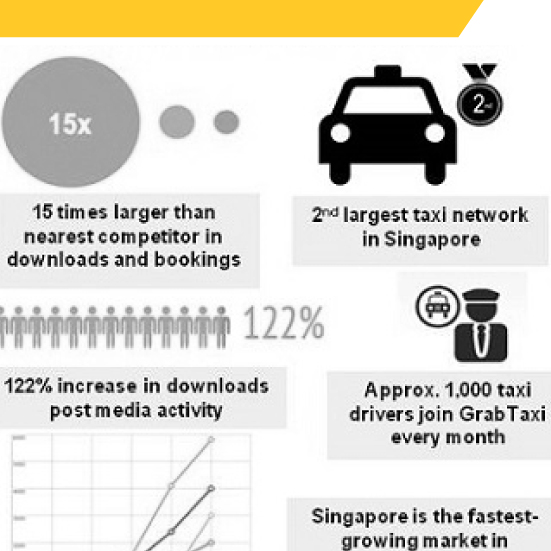 15x
2nd
15 times larger than
nearest competitor in
downloads and bookings
2nd largest taxi network
in Singapore
122%
122% increase in downloads
post media activity
Approx. 1,000 taxi
drivers join GrabTaxi
every month
Singapore is the fastest-
growing market in